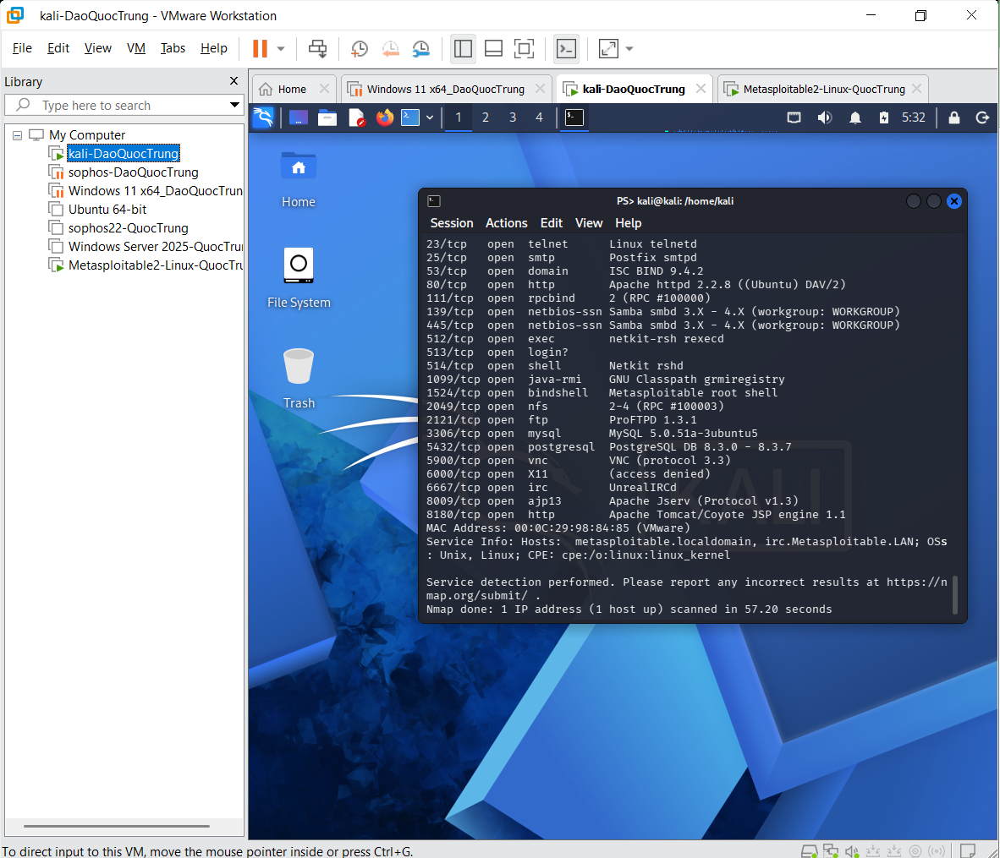 kali-DaoQuocTrung - VMware Workstation
File Edit View VM Tabs Help
Library
Type here to search
My Computer
kali-DaoQuocTrung
sophos-DaoQuocTrung
Windows 11 x64_DaoQuocTrun
Ubuntu 64-bit
sophos22-QuocTrung
Windows Server 2025-QuocTru
Metasploitable2-Linux-QuocTru
Home Windows 11 x64_DaoQuocTrung kali-DaoQuocTrung Metasploitable2-Linux-QuocTrung
1 2 3 4 5:32
Home
File System
Trash
PS> kali@kali: /home/kali
Session Actions Edit View Help
23/tcp open telnet Linux telnetd
25/tcp open smtp Postfix smtpd
53/tcp open domain ISC BIND 9.4.2
80/tcp open http Apache httpd 2.2.8 ((Ubuntu) DAV/2)
111/tcp open rpcbind 2 (RPC #100000)
139/tcp open netbios-ssn Samba smbd 3.X - 4.X (workgroup: WORKGROUP)
445/tcp open netbios-ssn Samba smbd 3.X - 4.X (workgroup: WORKGROUP)
512/tcp open exec netkit-rsh rexecd
513/tcp open login?
514/tcp open shell Netkit rshd
1099/tcp open java-rmi GNU Classpath grmiregistry
1524/tcp open bindshell Metasploitable root shell
2049/tcp open nfs 2-4 (RPC #100003)
2121/tcp open ftp ProFTPD 1.3.1
3306/tcp open mysql MySQL 5.0.51a-3ubuntu5
5432/tcp open postgresql PostgreSQL DB 8.3.0 - 8.3.7
5900/tcp open vnc VNC (protocol 3.3)
6000/tcp open X11 (access denied)
6667/tcp open irc UnrealIRCd
8009/tcp open ajp13 Apache Jserv (Protocol v1.3)
8180/tcp open http Apache Tomcat/Coyote JSP engine 1.1
MAC Address: 00:0C:29:98:84:85 (VMware)
Service Info: Hosts: metasploitable.localdomain, irc.Metasploitable.LAN; OSs
: Unix, Linux; CPE: cpe:/o:linux:linux_kernel
Service detection performed. Please report any incorrect results at https://n
map.org/submit/ .
Nmap done: 1 IP address (1 host up) scanned in 57.20 seconds
KALI
To direct input to this VM, move the mouse pointer inside or press Ctrl+G.